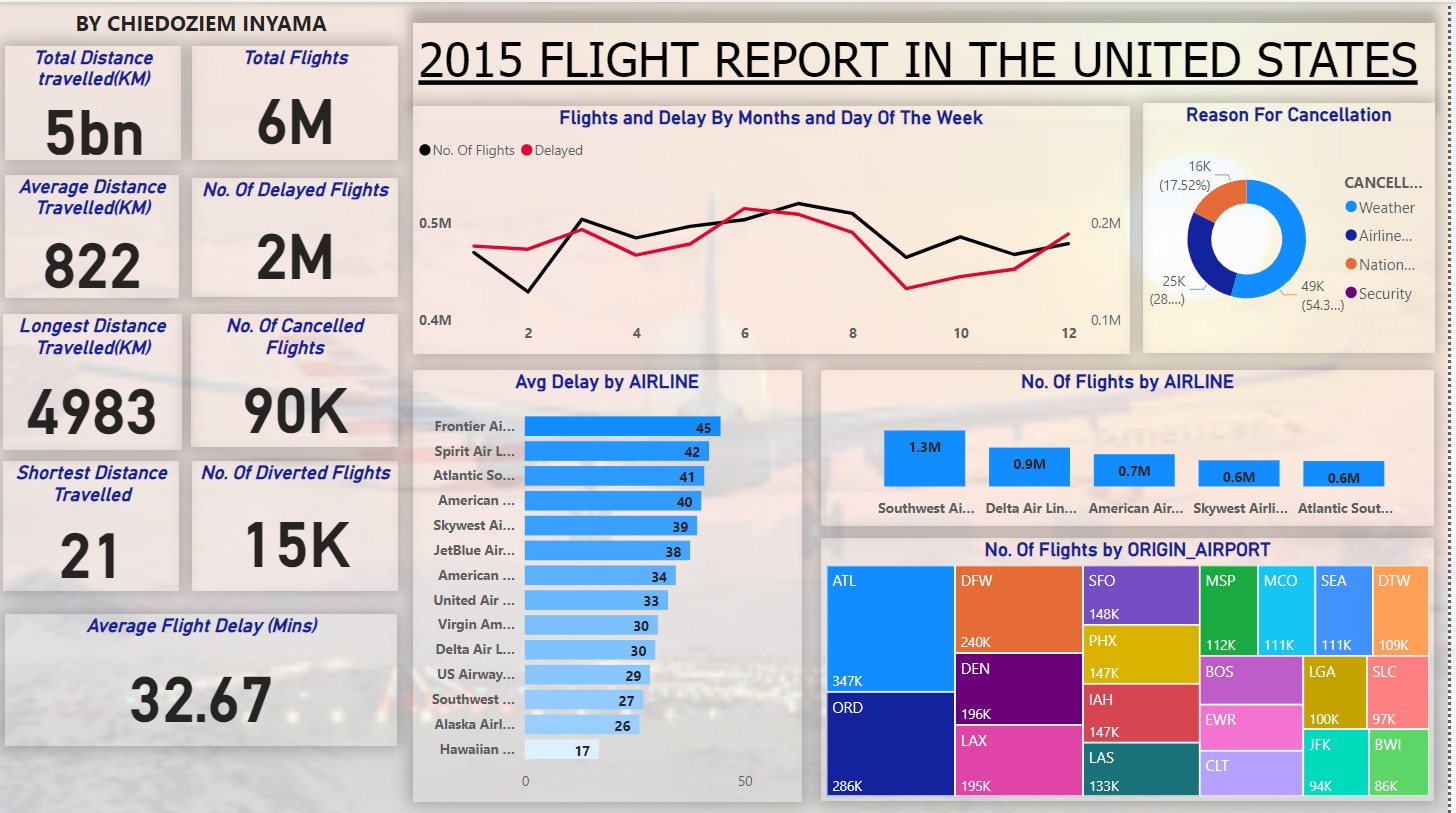 BY CHIEDOZIEM INYAMA
Total Distance
travelled(KM)
5bn
Total Flights
6M
Average Distance
Travelled(KM)
822
No. Of Delayed Flights
2M
Longest Distance
Travelled(KM)
4983
No. Of Cancelled
Flights
90K
Shortest Distance
Travelled
21
No. Of Diverted Flights
15K
Average Flight Delay (Mins)
32.67
2015 FLIGHT REPORT IN THE UNITED STATES
Flights and Delay By Months and Day Of The Week
No. Of Flights Delayed
0.5M
0.4M
0.2M
0.1M
2 4 6 8 10 12
Reason For Cancellation
16K
(17.52%)
25K
(28....)
49K
(54.3...)
CANCELL...
Weather
Airline...
Nation...
Security
Avg Delay by AIRLINE
Frontier Ai... 45
Spirit Air L... 42
Atlantic So... 41
American ... 40
Skywest Ai... 39
JetBlue Air... 38
American ... 34
United Air ... 33
Virgin Am... 30
Delta Air L... 30
US Airway... 29
Southwest ... 27
Alaska Airl... 26
Hawaiian ... 17
0 50
No. Of Flights by AIRLINE
1.3M 0.9M 0.7M 0.6M 0.6M
Southwest Ai... Delta Air Lin... American Air... Skywest Airli... Atlantic Sout...
No. Of Flights by ORIGIN_AIRPORT
ATL
347K
ORD
286K
DFW
240K
DEN
196K
LAX
195K
SFO
148K
PHX
147K
IAH
147K
LAS
133K
MSP
112K
MCO
111K
SEA
111K
DTW
109K
BOS
EWR
CLT
LGA
100K
SLC
97K
JFK
94K
BWI
86K